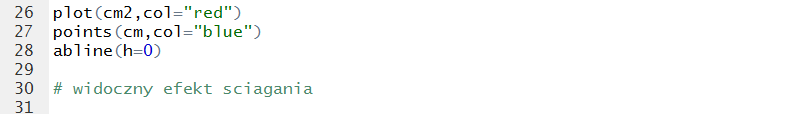 26 plot(cm2,col="red")
27 points(cm,col="blue")
28 abline(h=0)
29
30 # widoczny efekt sciagania
31